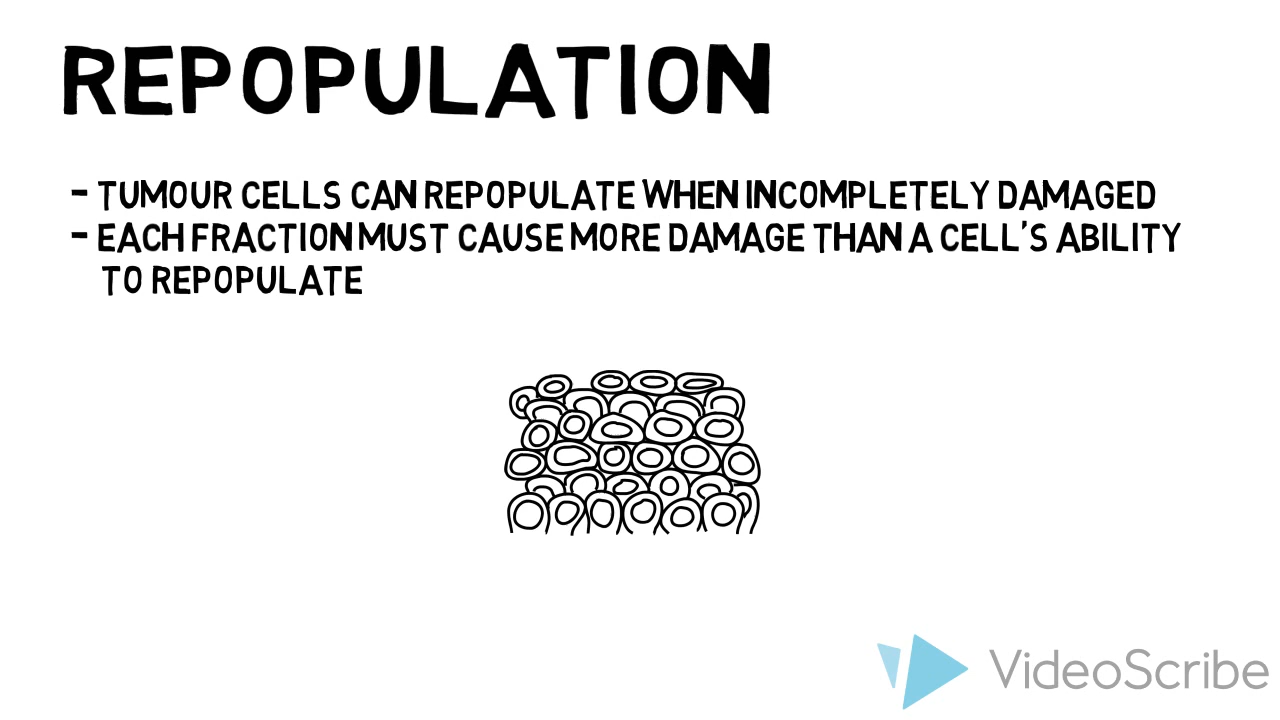 REPOPULATION
- TUMOUR CELLS CAN REPOPULATE WHEN INCOMPLETELY DAMAGED
- EACH FRACTION MUST CAUSE MORE DAMAGE THAN A CELL'S ABILITY
TO REPOPULATE
VideoScribe